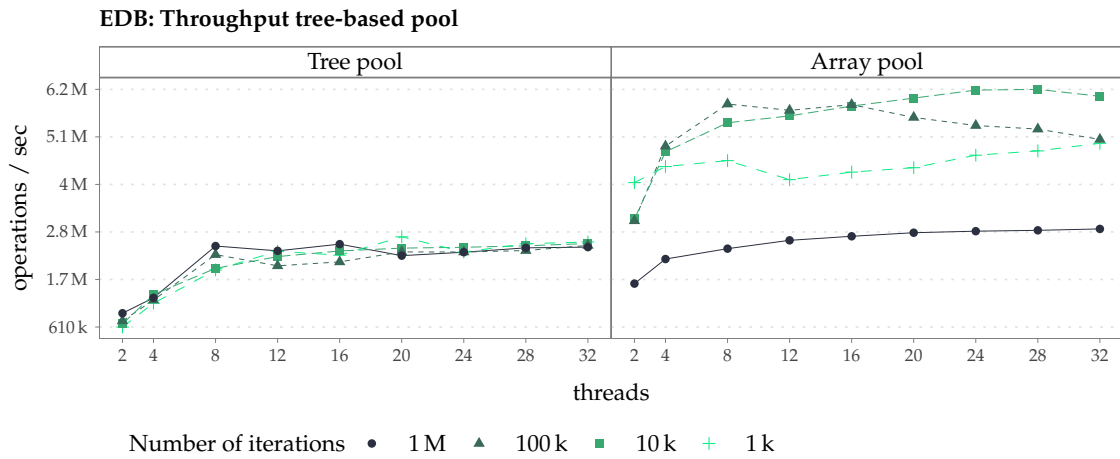 EDB: Throughput tree-based pool
Tree pool
Array pool
operations / sec
6.2 M
5.1 M
4 M
2.8 M
1.7 M
610 k
2 4 8 12 16 20 24 28 32
2 4 8 12 16 20 24 28 32
threads
Number of iterations 1 M 100 k 10 k 1 k